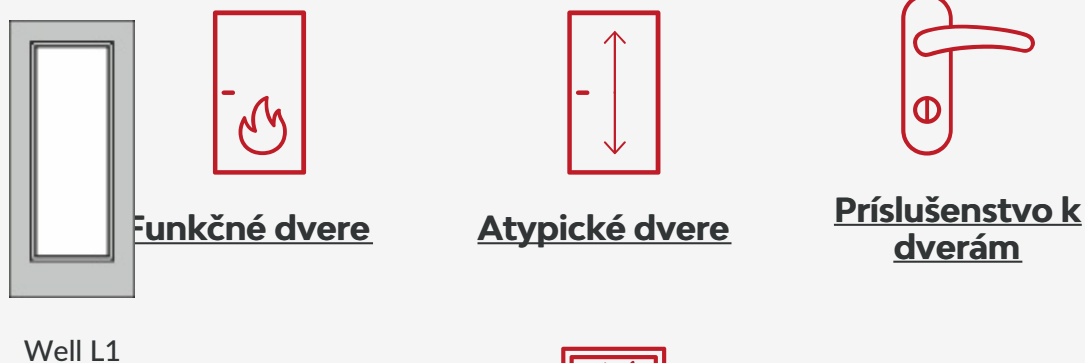 Funkčné dvere
Atypické dvere
Príslušenstvo k
dverám
Well L1